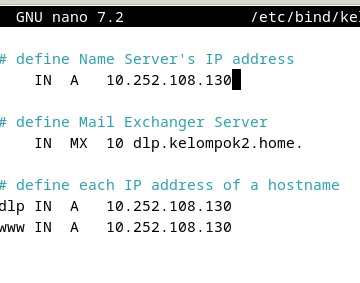 GNU nano 7.2 /etc/bind/kel
# define Name Server's IP address
IN A 10.252.108.130
# define Mail Exchanger Server
IN MX 10 dlp.kelompok2.home.
# define each IP address of a hostname
dlp IN A 10.252.108.130
www IN A 10.252.108.130